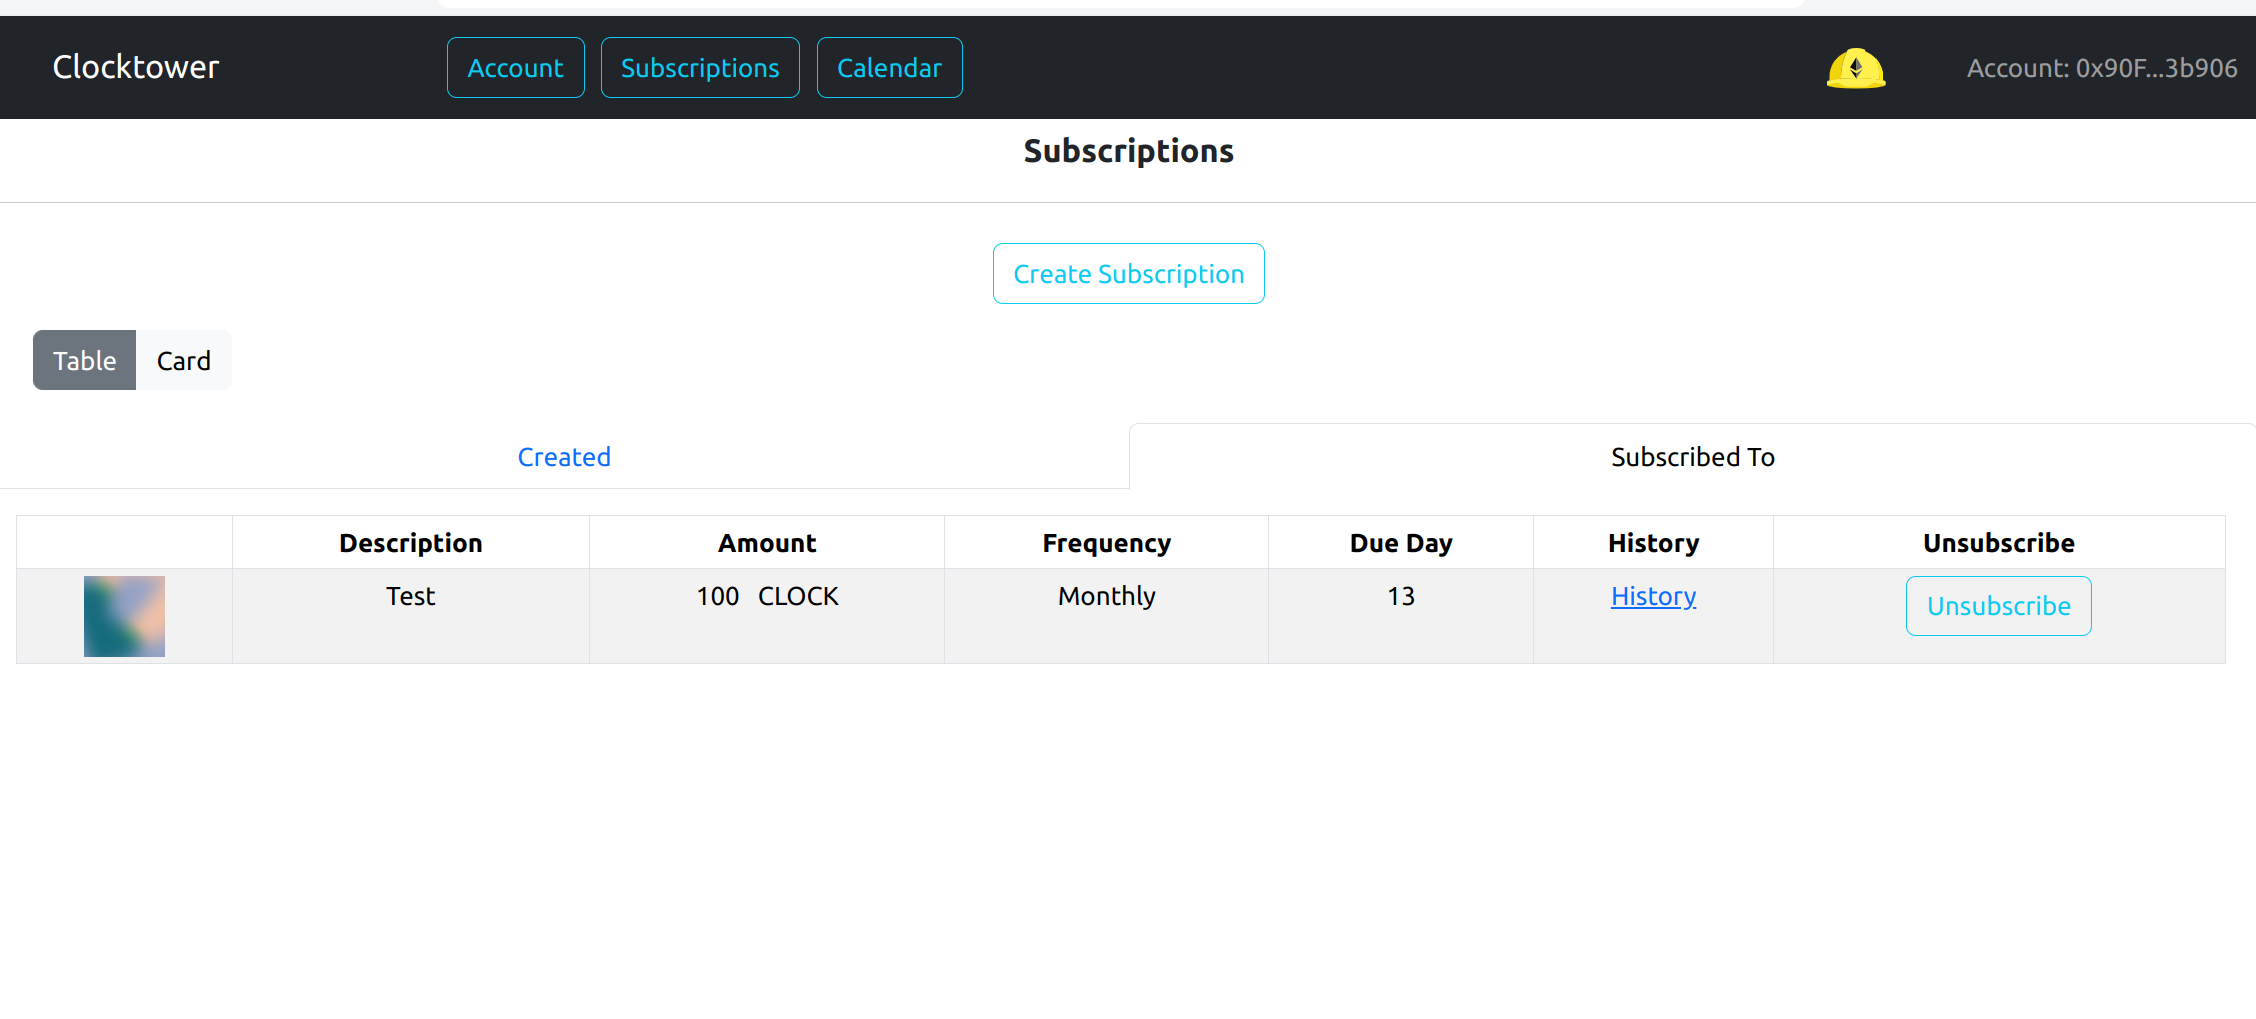 Clocktower Account Subscriptions Calendar Account: 0x90F...3b906
Subscriptions
Create Subscription
Table Card
Created Subscribed To
Description Amount Frequency Due Day History Unsubscribe
Test 100 CLOCK Monthly 13 History Unsubscribe